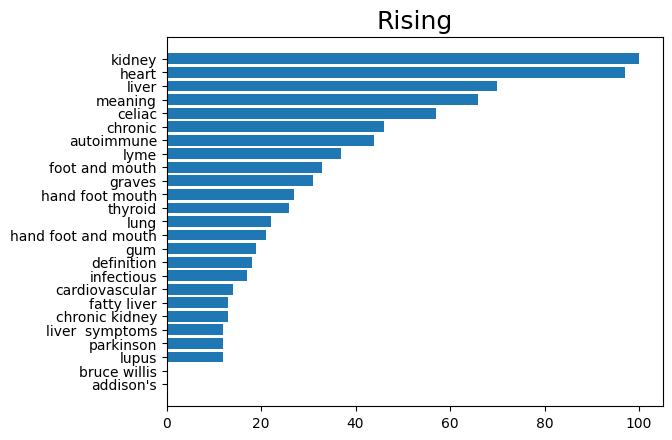 Rising
kidney
heart
liver
meaning
celiac
chronic
autoimmune
lyme
foot and mouth
graves
hand foot mouth
thyroid
lung
hand foot and mouth
gum
definition
infectious
cardiovascular
fatty liver
chronic kidney
liver  symptoms
parkinson
lupus
bruce willis
addison's
0 20 40 60 80 100